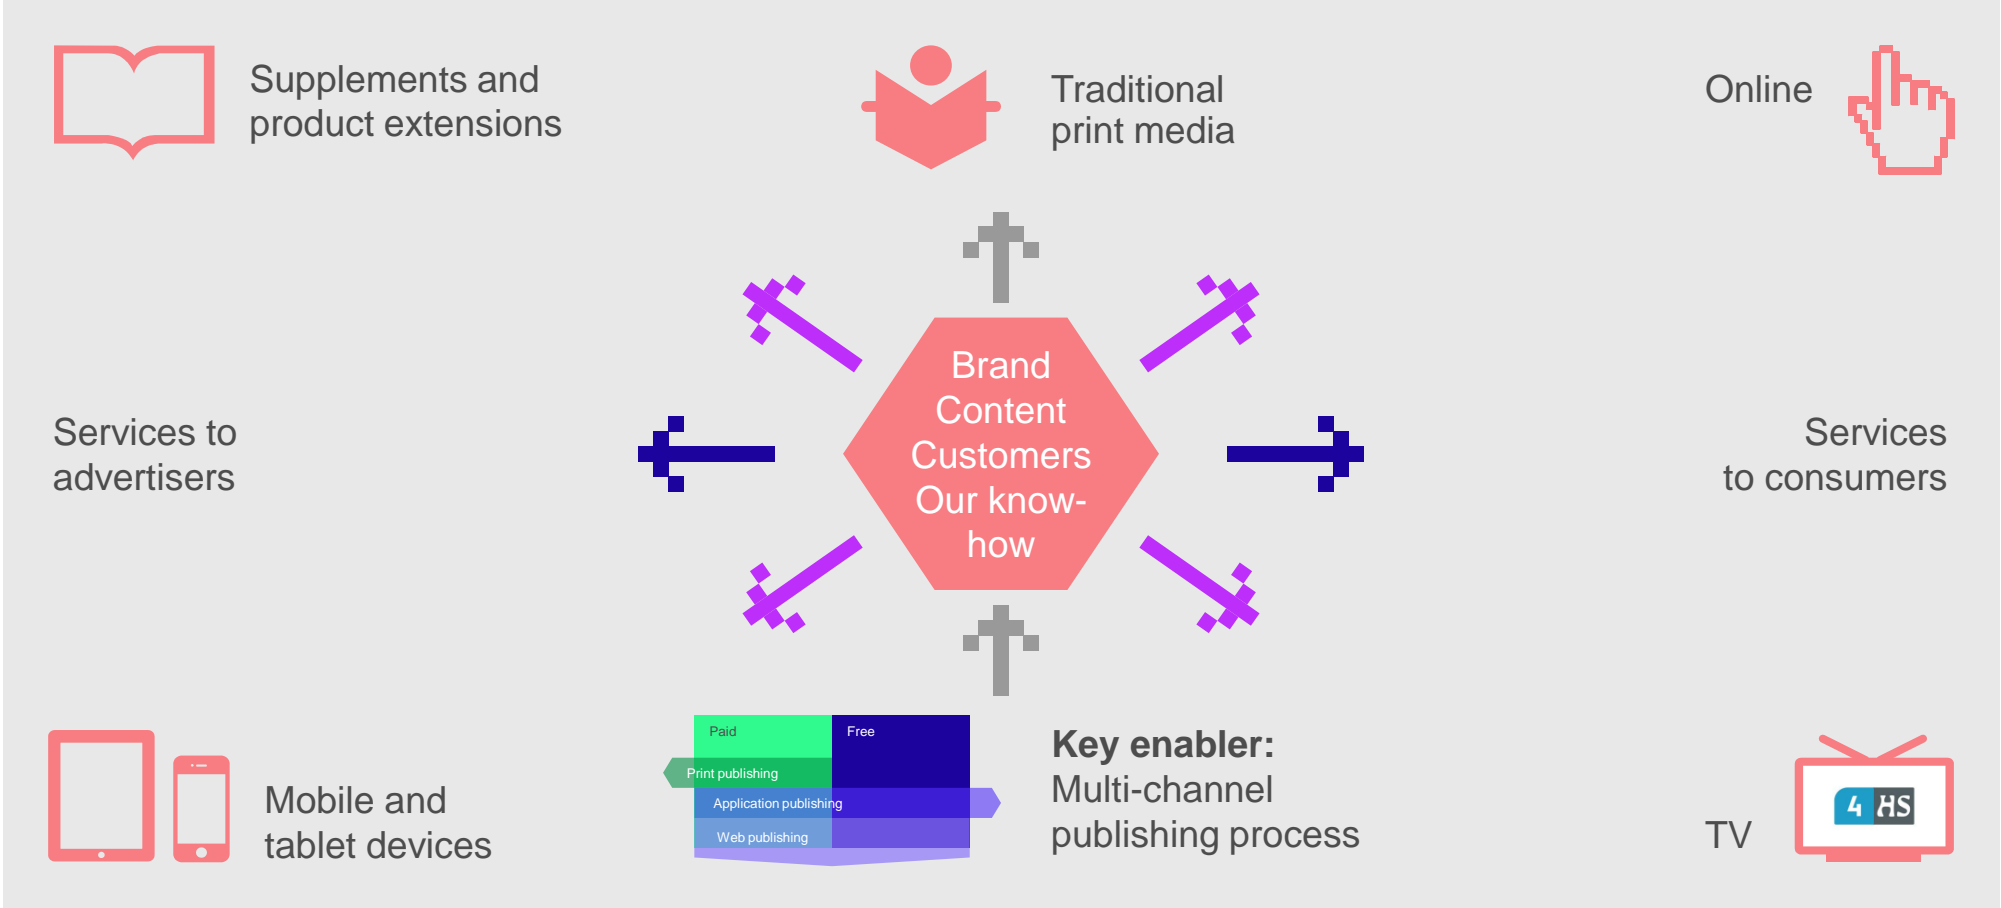 Supplements and
product extensions
Traditional
print media
Online
Brand
Content
Customers
Our know-
how
Services to
advertisers
Services
to consumers
Mobile and
tablet devices
Paid
Free
Print publishing
Application publishing
Web publishing
Key enabler:
Multi-channel
publishing process
TV
4 HS